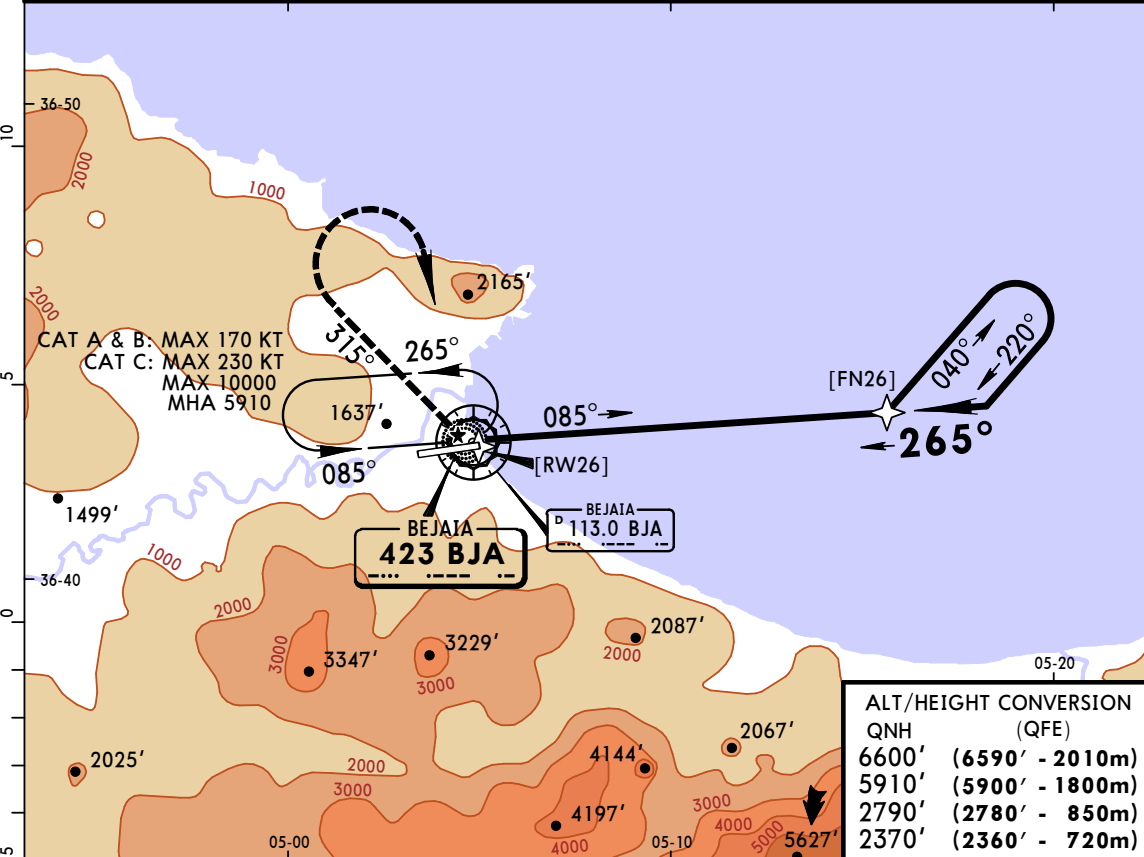 36-50
10
2000
1000
2000
2165'
CAT A & B: MAX 170 KT
CAT C: MAX 230 KT
MAX 10000
MHA 5910
315°
265°
040°
220°
[FN26]
5
1637'
085°
265°
085°
[RW26]
1499'
BEJAIA
D 113.0 BJA
BEJAIA
423 BJA
1000
36-40
2000
0
3000
3347'
3229'
3000
2087'
2000
05-20
2025'
2000
3000
4144'
2067'
4197'
4000
3000
4000
5000
5627'
05-00
05-10
5
ALT/HEIGHT CONVERSION
QNH (QFE)
6600' (6590' - 2010m)
5910' (5900' - 1800m)
2790' (2780' - 850m)
2370' (2360' - 720m)